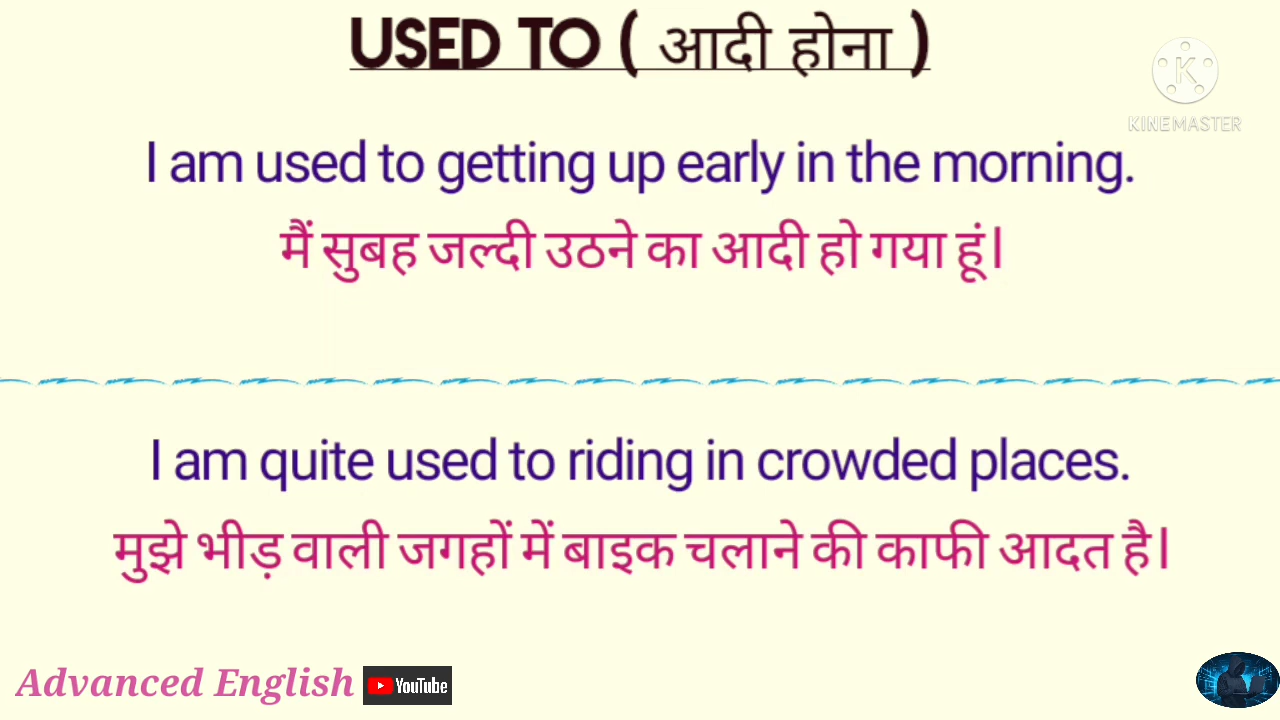 USED TO ( आदी होना )
KINEMASTER
I am used to getting up early in the morning.
मैं सुबह जल्दी उठने का आदी हो गया हूं।
I am quite used to riding in crowded places.
मुझे भीड़ वाली जगहों में बाइक चलाने की काफी आदत है।
Advanced English YouTube